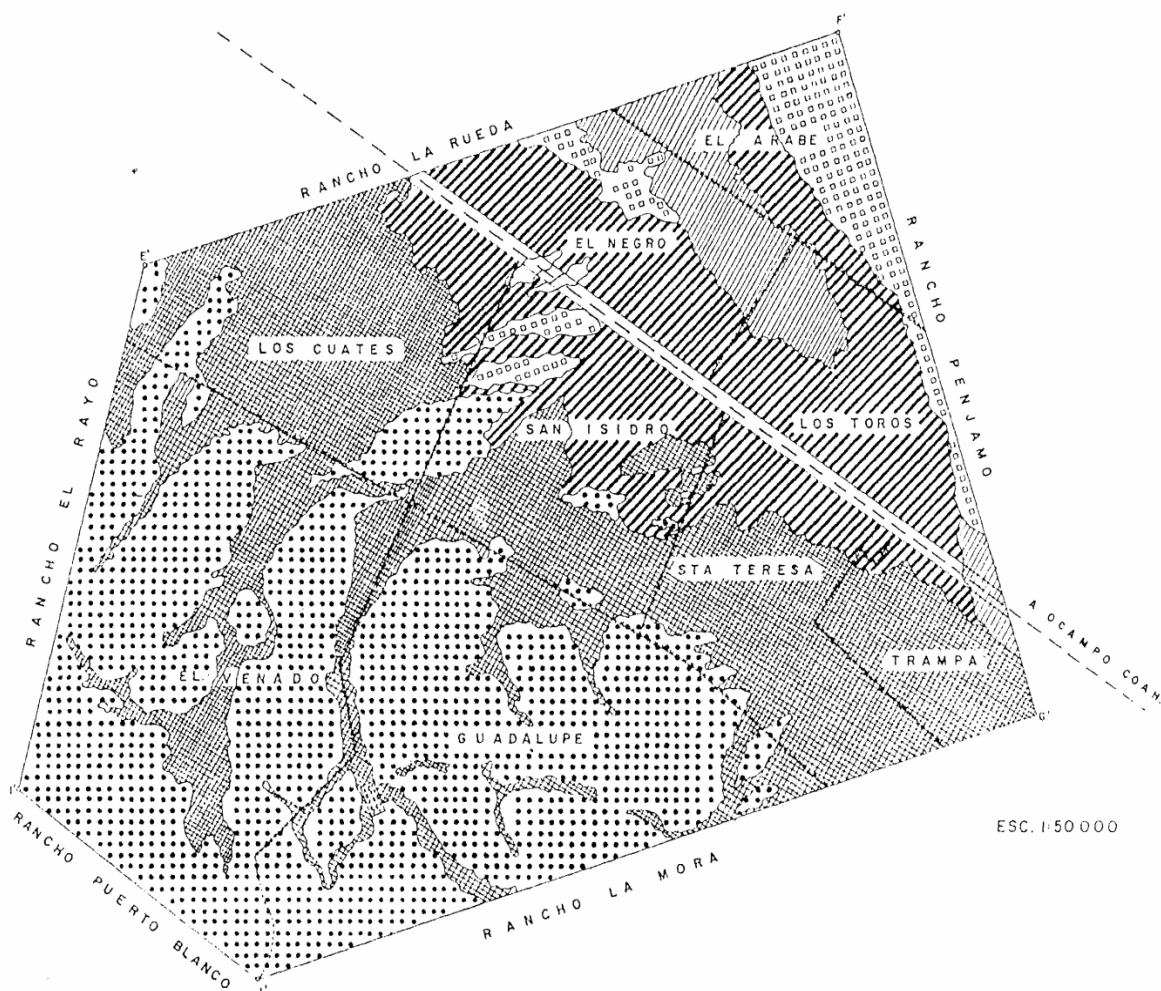 F'
RANCHO LA RUEDA
EL ARABE
RANCHO PENJAMO
E'
EL NEGRO
LOS CUATES
RANCHO EL RAYO
SAN ISIDRO
LOS TOROS
STA TERESA
A OCAMPO COAH.
TRAMPA
EL VENADO
G'
GUADALUPE
RANCHO PUERTO BLANCO
ESC. 1:50 000
RANCHO LA MORA